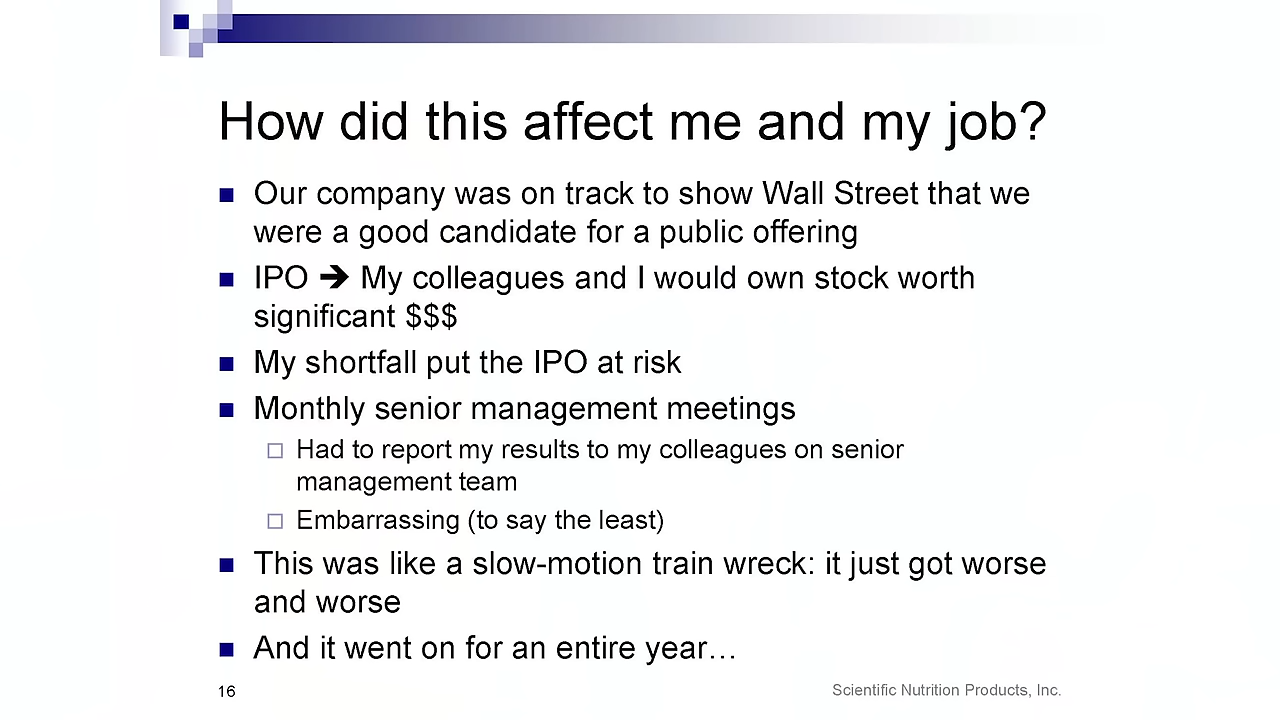 How did this affect me and my job?
Our company was on track to show Wall Street that we
were a good candidate for a public offering
IPO ➔ My colleagues and I would own stock worth
significant $$$
My shortfall put the IPO at risk
Monthly senior management meetings
Had to report my results to my colleagues on senior
management team
Embarrassing (to say the least)
This was like a slow-motion train wreck: it just got worse
and worse
And it went on for an entire year…
16
Scientific Nutrition Products, Inc.